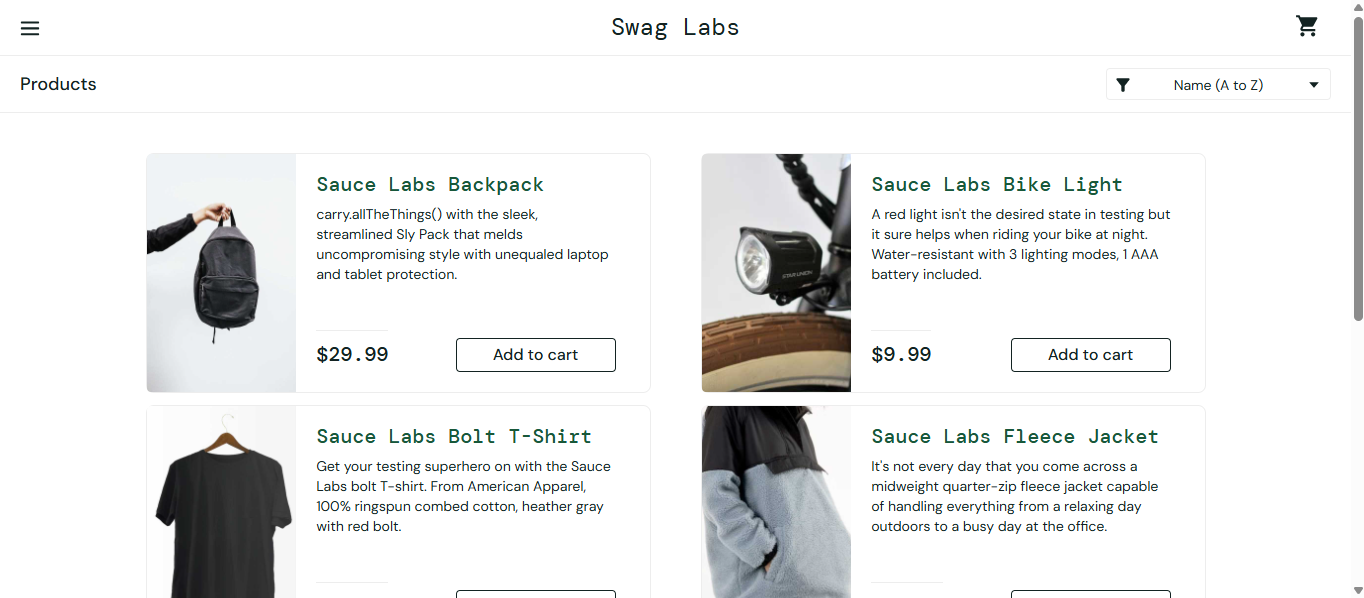 Swag Labs
Products
Name (A to Z)
Sauce Labs Backpack
carry.allTheThings() with the sleek,
streamlined Sly Pack that melds
uncompromising style with unequaled laptop
and tablet protection.
$29.99
Add to cart
Sauce Labs Bike Light
A red light isn't the desired state in testing but
it sure helps when riding your bike at night.
Water-resistant with 3 lighting modes, 1 AAA
battery included.
$9.99
Add to cart
Sauce Labs Bolt T-Shirt
Get your testing superhero on with the Sauce
Labs bolt T-shirt. From American Apparel,
100% ringspun combed cotton, heather gray
with red bolt.
Sauce Labs Fleece Jacket
It's not every day that you come across a
midweight quarter-zip fleece jacket capable
of handling everything from a relaxing day
outdoors to a busy day at the office.